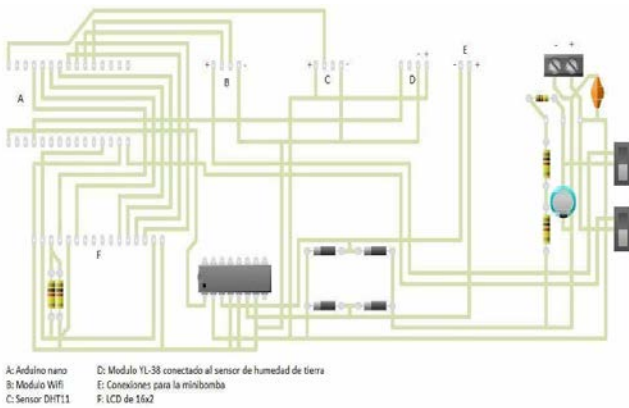 - +
- +
E
+ -
B
+ -
C
D
- +
A
F
A: Arduino nano
B: Modulo Wifi
C: Sensor DHT11
D: Modulo YL-38 conectado al sensor de humedad de tierra
E: Conexiones para la minibomba
F: LCD de 16x2